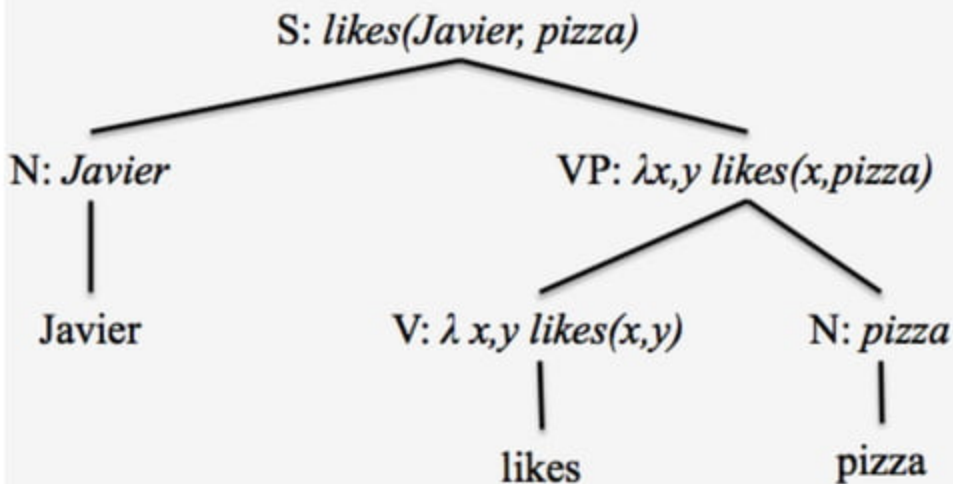 S: likes(Javier, pizza)
N: Javier VP: λx,y likes(x,pizza)
Javier V: λ x,y likes(x,y) N: pizza
likes pizza